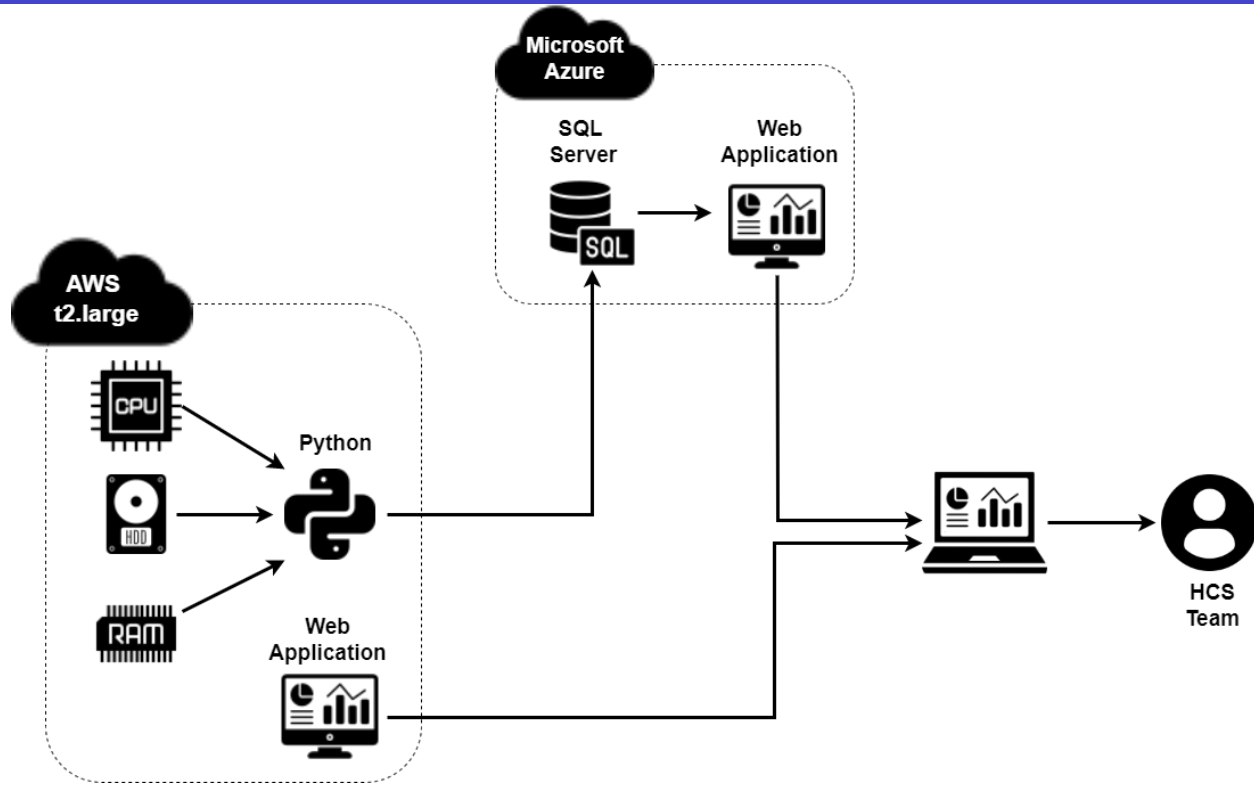 Microsoft
Azure
SQL
Server
Web
Application
SQL
AWS
t2.large
CPU
Python
HDD
RAM
Web
Application
HCS
Team